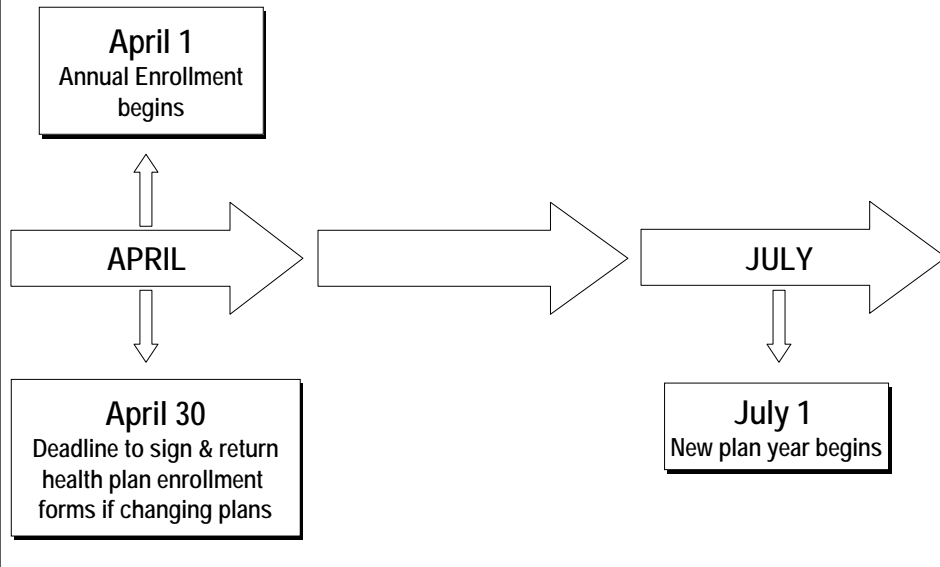 April 1
Annual Enrollment
begins
APRIL
JULY
April 30
Deadline to sign & return
health plan enrollment
forms if changing plans
July 1
New plan year begins